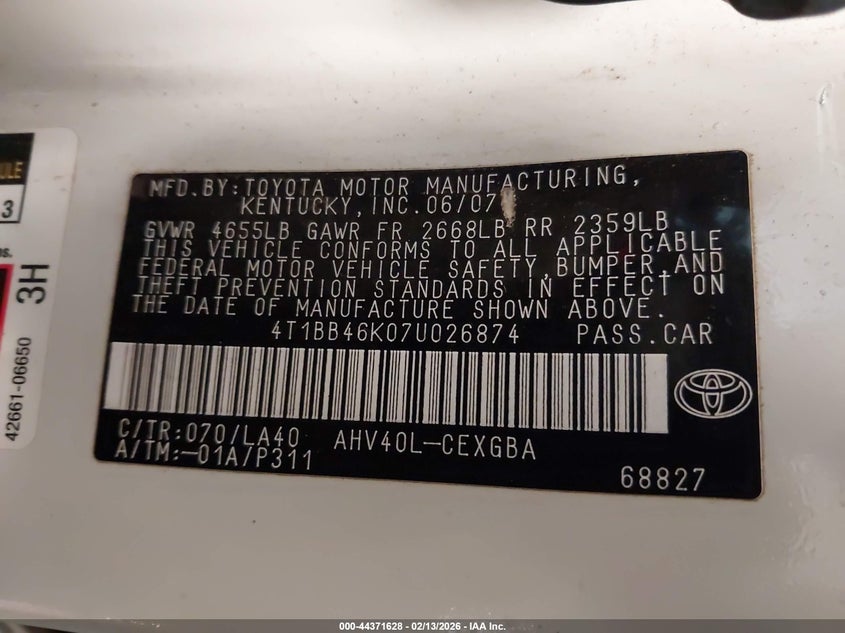 ULE
3
os.
3H
42661-06650
MFD.BY:TOYOTA MOTOR MANUFACTURING,
KENTUCKY,INC.06/07
GVWR 4655LB GAWR FR 2668LB RR 2359LB
THIS VEHICLE CONFORMS TO ALL APPLICABLE
FEDERAL MOTOR VEHICLE SAFETY,BUMPER,AND
THEFT PREVENTION STANDARDS IN EFFECT ON
THE DATE OF MANUFACTURE SHOWN ABOVE.
4T1BB46K07U026874 PASS.CAR
C/TR:070/LA40 AHV40L-CEXGBA
A/TM:-01A/P311
68827
000-44371628 - 02/13/2026 - IAA Inc.